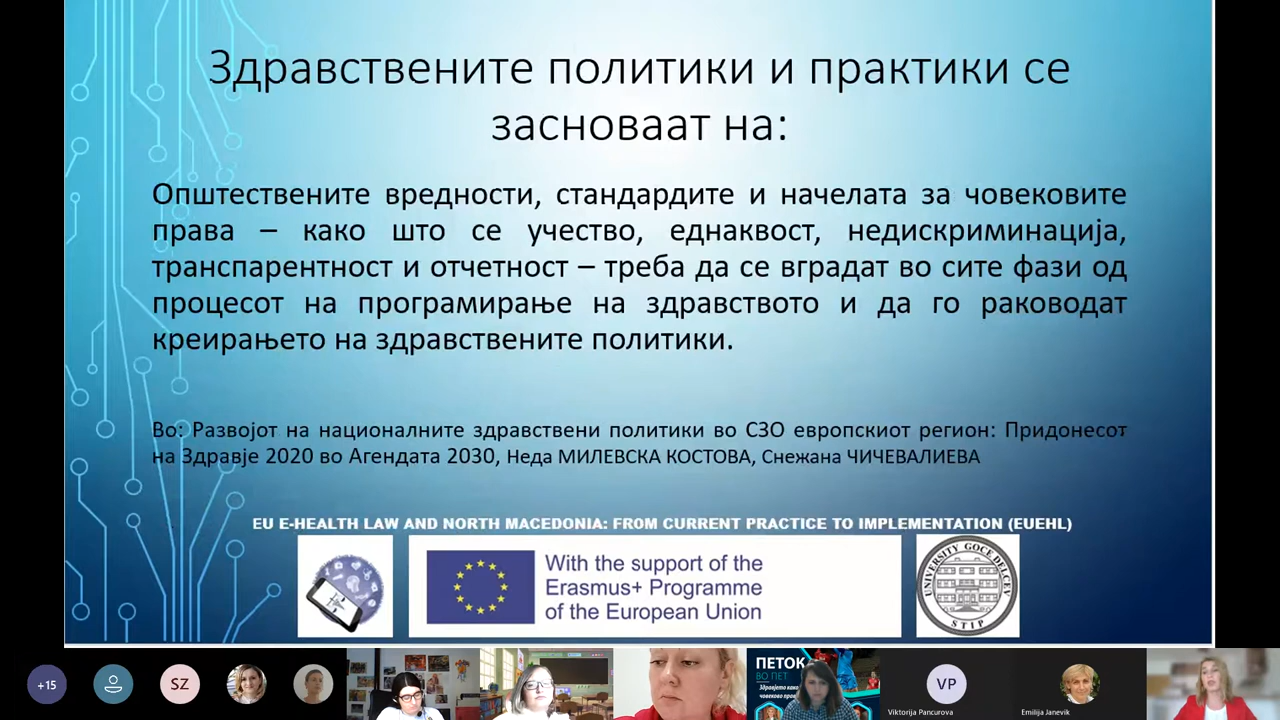 Здравствените политики и практики се
засноваат на:
Општествените вредности, стандардите и начелата за човековите
права – како што се учество, еднаквост, недискриминација,
транспарентност и отчетност – треба да се вградат во сите фази од
процесот на програмирање на здравството и да го раководат
креирањето на здравствените политики.
Во: Развојот на националните здравствени политики во СЗО европскиот регион: Придонесот
на Здравје 2020 во Агендата 2030, Неда МИЛЕВСКА КОСТОВА, Снежана ЧИЧЕВАЛИЕВА
EU E-HEALTH LAW AND NORTH MACEDONIA: FROM CURRENT PRACTICE TO IMPLEMENTATION (EUEHL)
With the support of the
Erasmus+ Programme
of the European Union
UNIVERSITY GOCE DELCEV
STIP
+15
SZ
ПЕТОК
ВО ПЕТ
Здравјето како
човеково право
VP
Viktorija Pancurova
Emilija Janevik